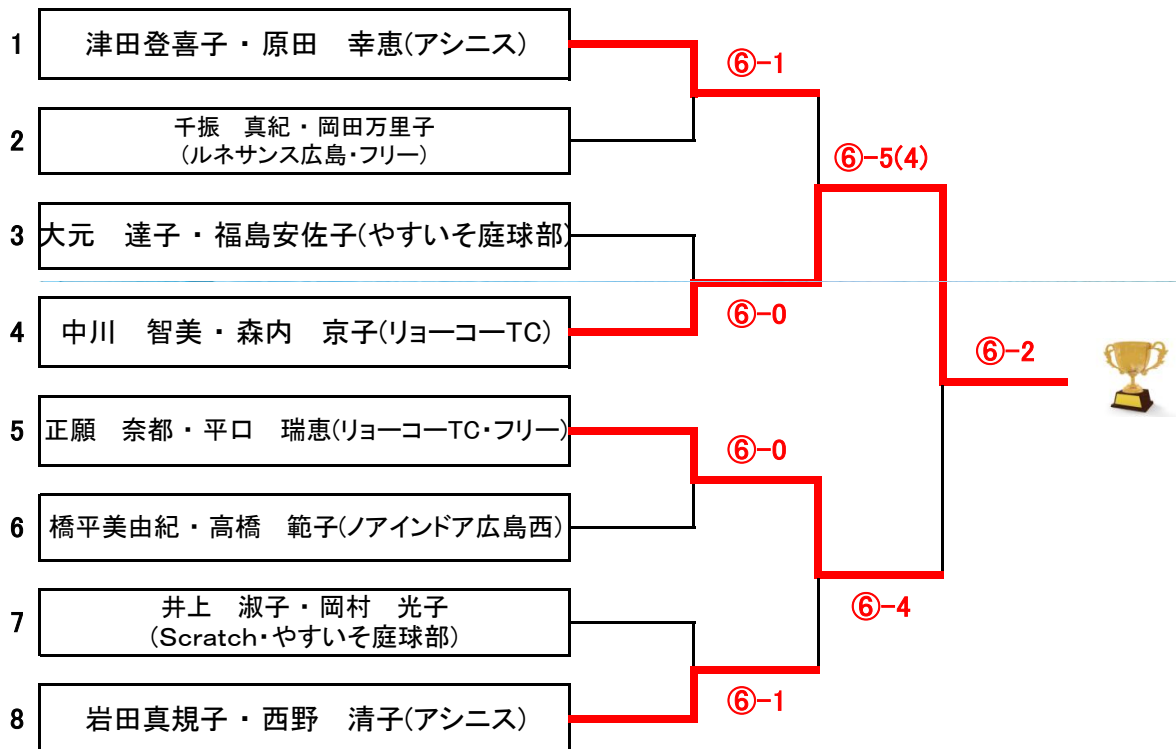 1 津田登喜子・原田　幸恵(アシニス)
⑥-1
2 千振　真紀・岡田万里子
(ルネサンス広島・フリー)
⑥-5(4)
3 大元　達子・福島安佐子(やすいそ庭球部)
⑥-0
4 中川　智美・森内　京子(リョーコーTC)
⑥-2
5 正願　奈都・平口　瑞恵(リョーコーTC・フリー)
⑥-0
6 橋平美由紀・高橋　範子(ノアインドア広島西)
7 井上　淑子・岡村　光子
(Scratch・やすいそ庭球部)
⑥-4
⑥-1
8 岩田真規子・西野　清子(アシニス)